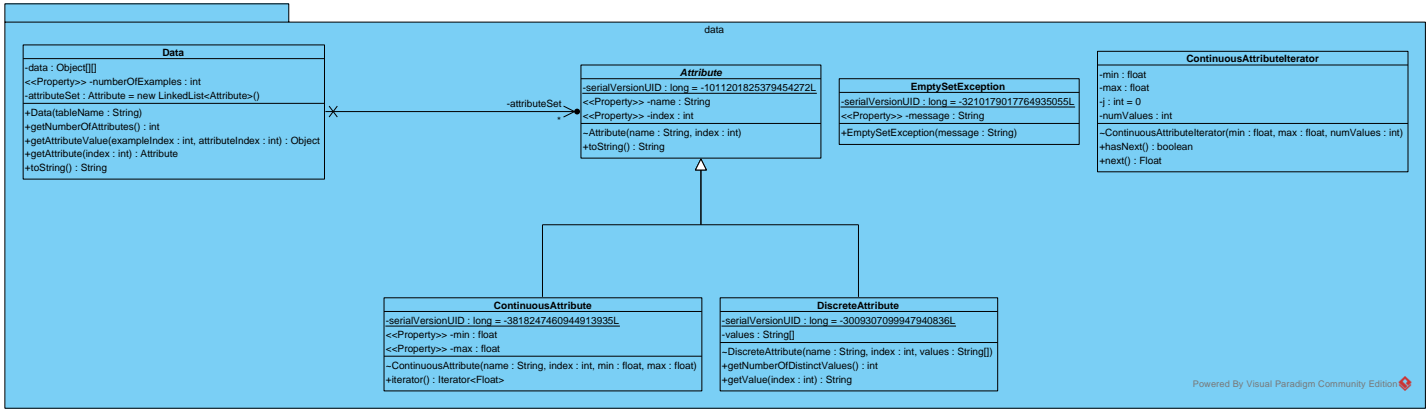 data
Data
-data : Object[][]
<<Property>> -numberOfExamples : int
-attributeSet : Attribute = new LinkedList<Attribute>()
+Data(tableName : String)
+getNumberOfAttributes() : int
+getAttributeValue(exampleIndex : int, attributeIndex : int) : Object
+getAttribute(index : int) : Attribute
+toString() : String
-attributeSet
*
Attribute
-serialVersionUID : long = -1011201825379454272L
<<Property>> -name : String
<<Property>> -index : int
~Attribute(name : String, index : int)
+toString() : String
EmptySetException
-serialVersionUID : long = -3210179017764935055L
<<Property>> -message : String
+EmptySetException(message : String)
ContinuousAttributeIterator
-min : float
-max : float
-j : int = 0
-numValues : int
~ContinuousAttributeIterator(min : float, max : float, numValues : int)
+hasNext() : boolean
+next() : Float
ContinuousAttribute
-serialVersionUID : long = -3818247460944913935L
<<Property>> -min : float
<<Property>> -max : float
~ContinuousAttribute(name : String, index : int, min : float, max : float)
+iterator() : Iterator<Float>
DiscreteAttribute
-serialVersionUID : long = -3009307099947940836L
-values : String[]
~DiscreteAttribute(name : String, index : int, values : String[])
+getNumberOfDistinctValues() : int
+getValue(index : int) : String
Powered By Visual Paradigm Community Edition